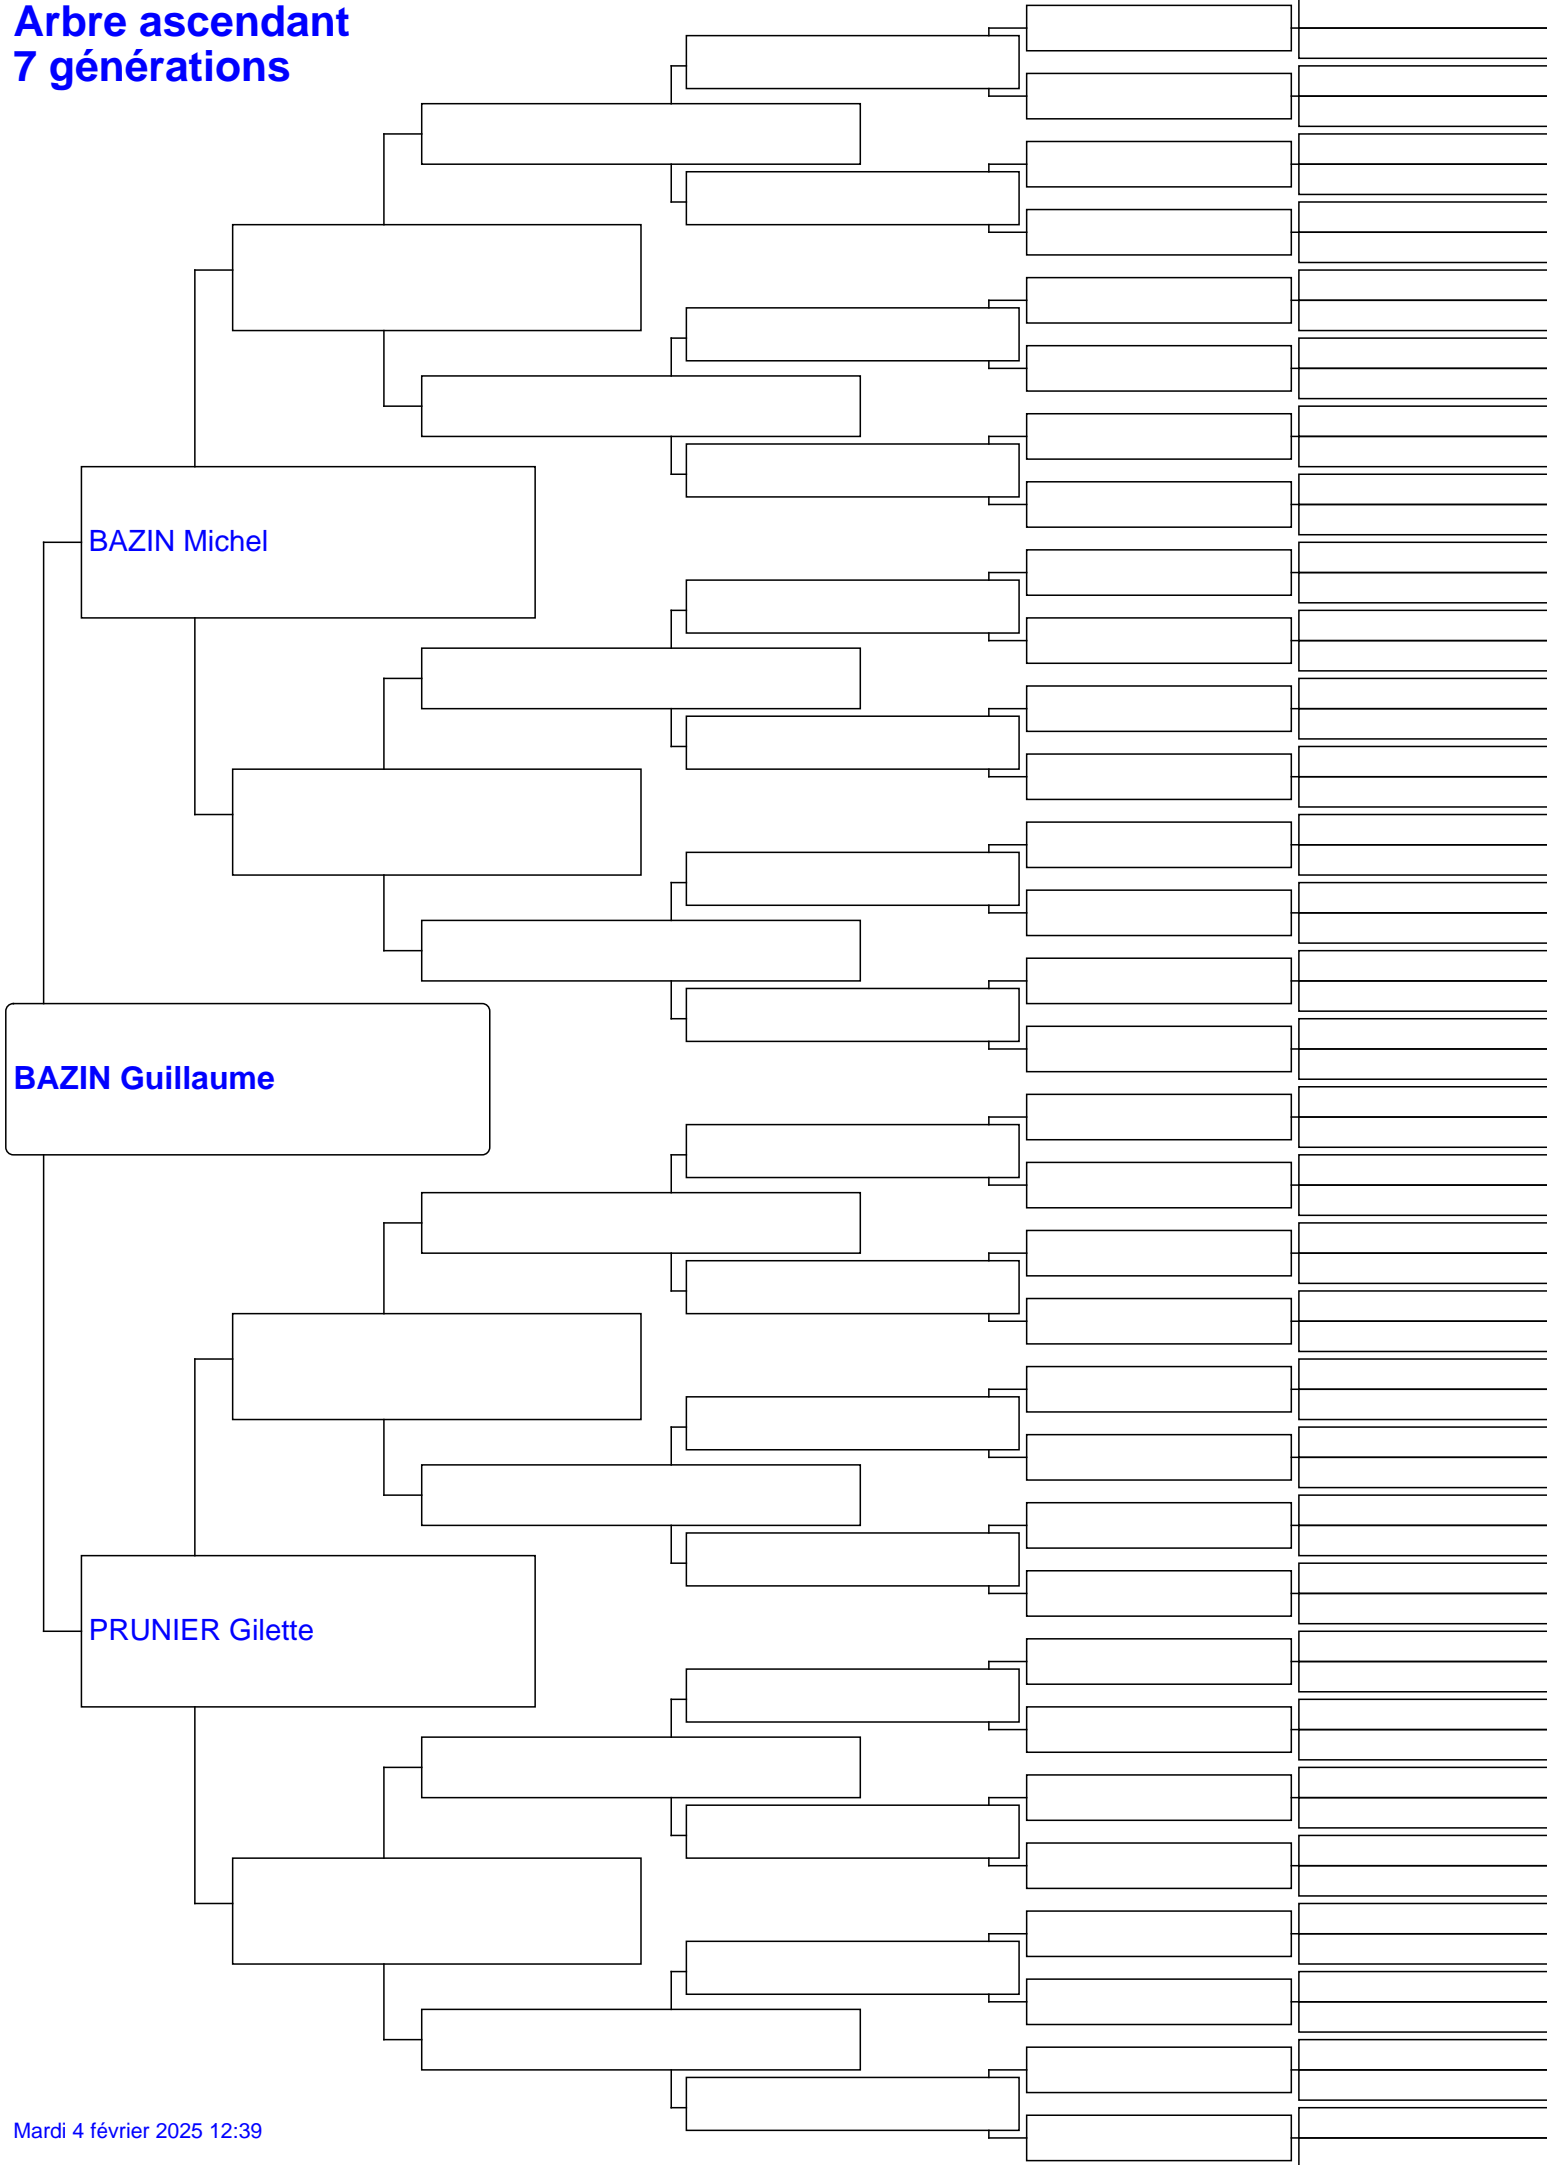 Arbre ascendant
7 générations
BAZIN Michel
BAZIN Guillaume
PRUNIER Gilette
Mardi 4 février 2025 12:39